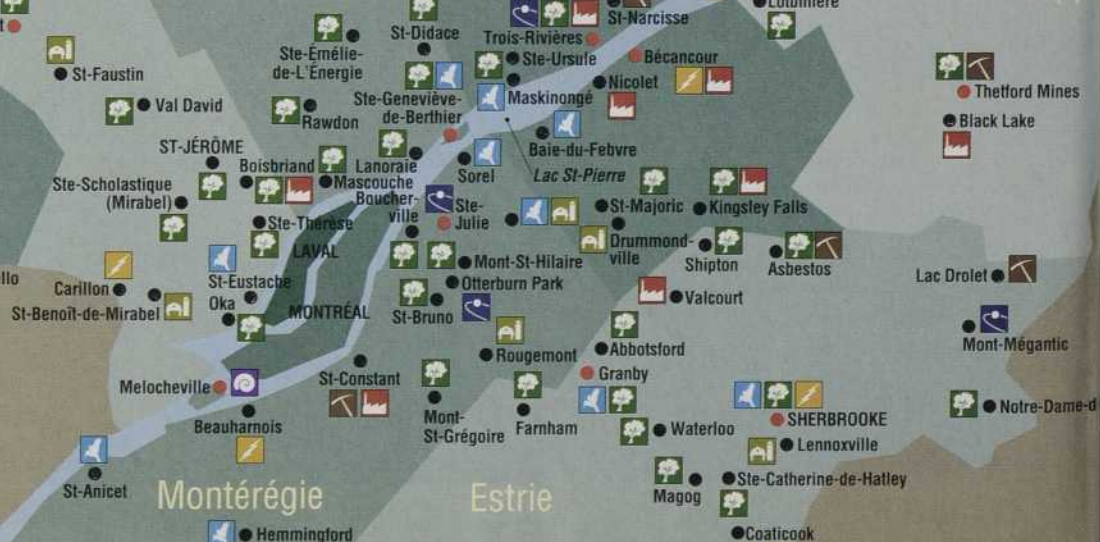 Lotbinière
St-Narcisse
St-Didace
Trois-Rivières
Ste-Émélie-
de-L'Énergie
Ste-Ursule
Bécancour
St-Faustin
Nicolet
Thetford Mines
Val David
Ste-Geneviève-
de-Berthier
Maskinongé
Rawdon
Black Lake
ST-JÉRÔME
Baie-du-Febvre
Boisbriand
Lanoraie
Sorel
Lac St-Pierre
Ste-Scholastique
(Mirabel)
Mascouche
Boucher-
ville
Ste-
Julie
St-Majoric
Kingsley Falls
Ste-Thérèse
LAVAL
Drummond-
ville
Shipton
Asbestos
Mont-St-Hilaire
llo
Carillon
St-Eustache
Otterburn Park
Lac Drolet
Oka
St-Benoît-de-Mirabel
MONTRÉAL
St-Bruno
Valcourt
Mont-Mégantic
Rougemont
Abbotsford
Melocheville
St-Constant
Granby
Notre-Dame-d
Beauharnois
Mont-
St-Grégoire
Farnham
Waterloo
SHERBROOKE
Lennoxville
St-Anicet
Montérégie
Estrie
Magog
Ste-Catherine-de-Hatley
Hemmingford
Coaticook